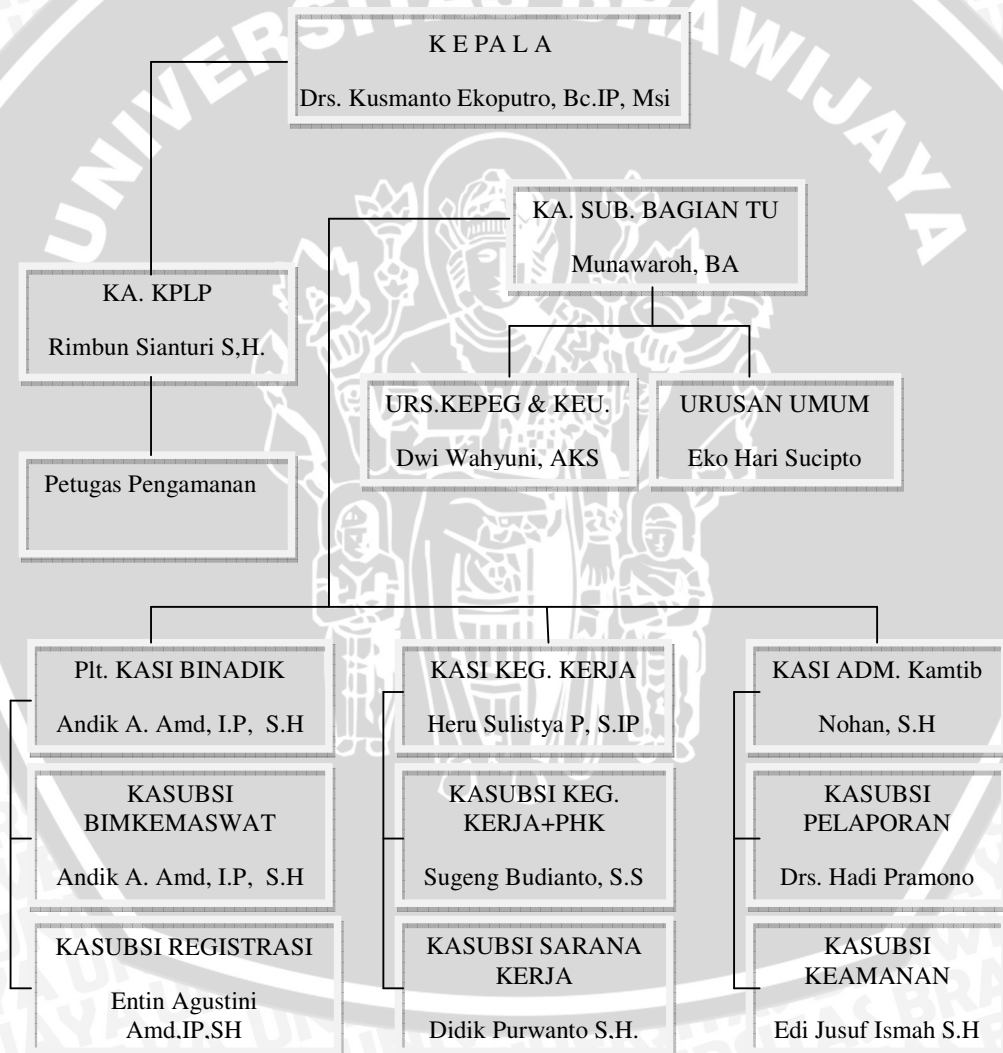 UNIVERSITAS BRAWIJAYA
K E PA L A
Drs. Kusmanto Ekoputro, Bc.IP, Msi
KA. SUB. BAGIAN TU
Munawaroh, BA
KA. KPLP
Rimbun Sianturi S,H.
URS.KEPEG & KEU.
Dwi Wahyuni, AKS
URUSAN UMUM
Eko Hari Sucipto
Petugas Pengamanan
Plt. KASI BINADIK
Andik A. Amd, I.P, S.H
KASI KEG. KERJA
Heru Sulistya P, S.IP
KASI ADM. Kamtib
Nohan, S.H
KASUBSI
BIMKEMASWAT
Andik A. Amd, I.P, S.H
KASUBSI KEG.
KERJA+PHK
Sugeng Budianto, S.S
KASUBSI
PELAPORAN
Drs. Hadi Pramono
KASUBSI REGISTRASI
Entin Agustini
Amd.IP,SH
KASUBSI SARANA
KERJA
Didik Purwanto S.H.
KASUBSI
KEAMANAN
Edi Jusuf Ismah S.H